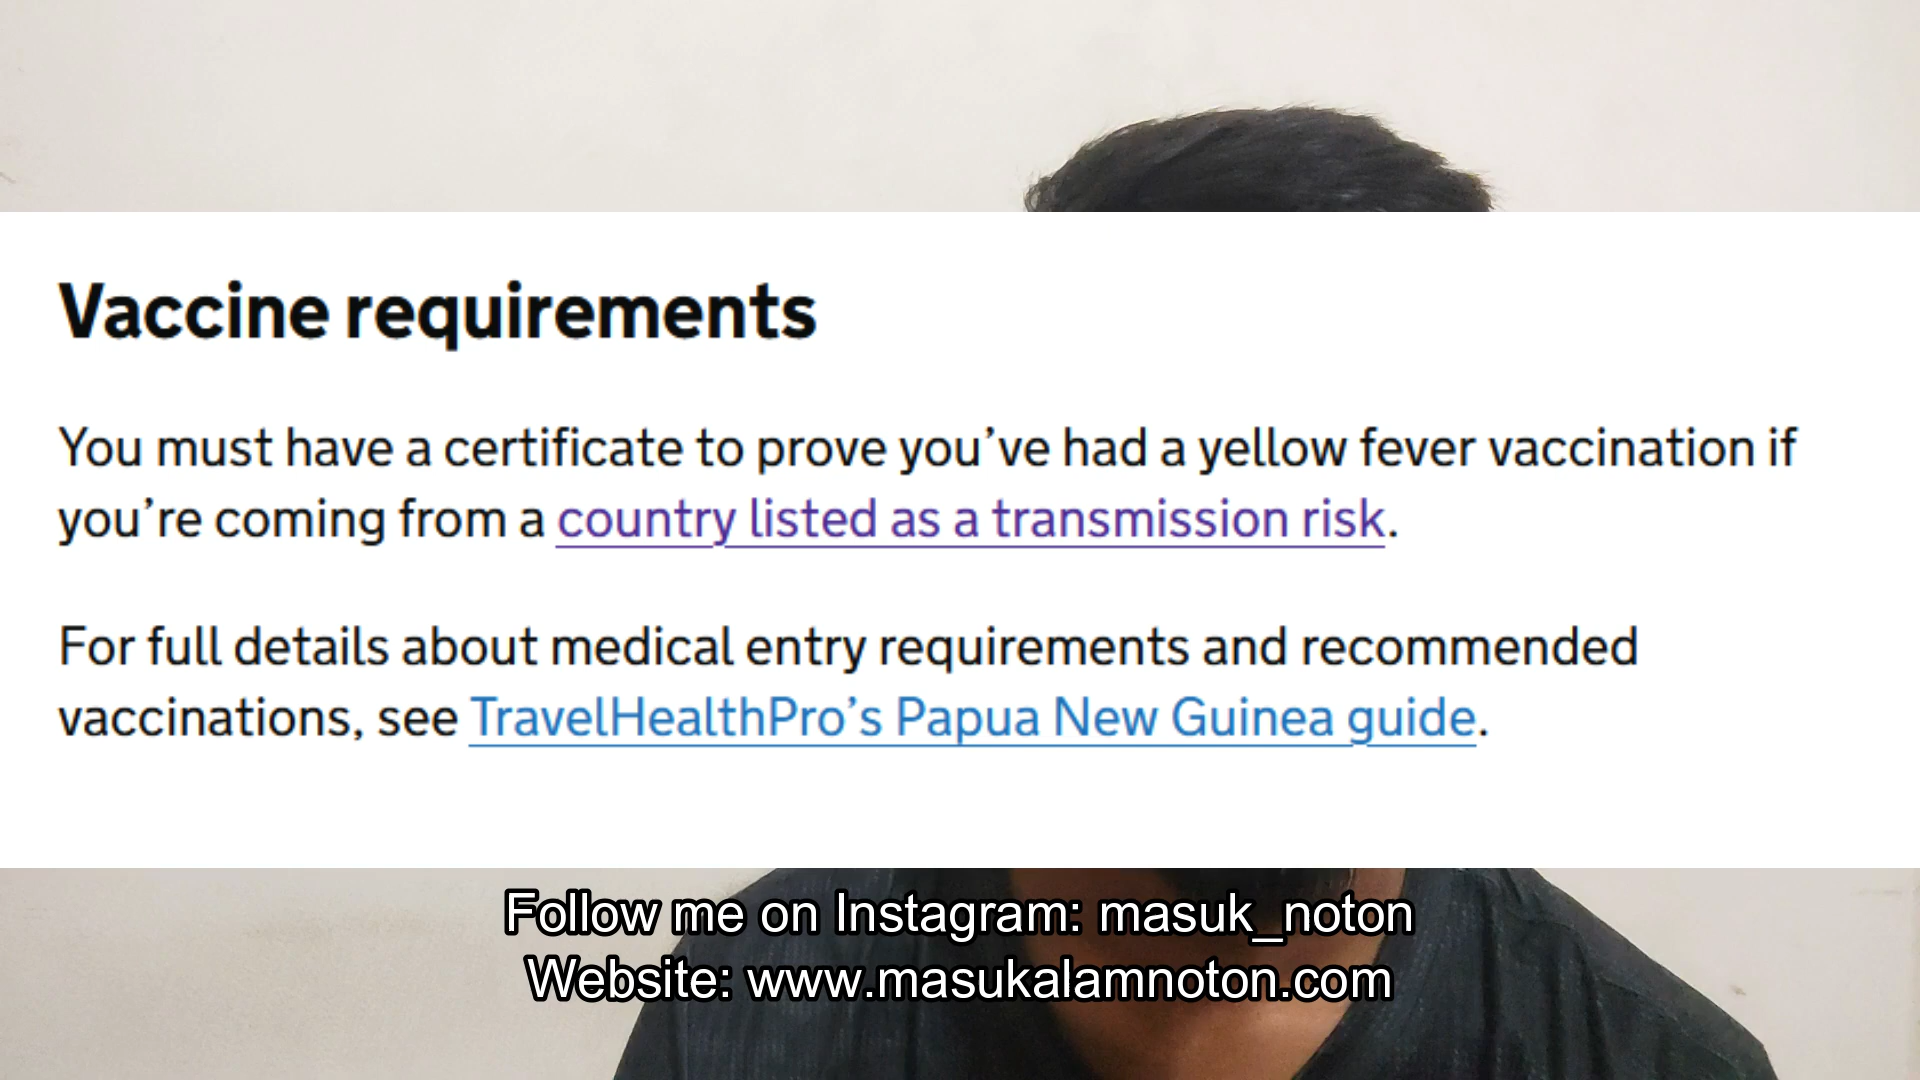 Vaccine requirements
You must have a certificate to prove you’ve had a yellow fever vaccination if
you’re coming from a country listed as a transmission risk.
For full details about medical entry requirements and recommended
vaccinations, see TravelHealthPro’s Papua New Guinea guide.
Follow me on Instagram: masuk_noton
Website: www.masukalamnoton.com